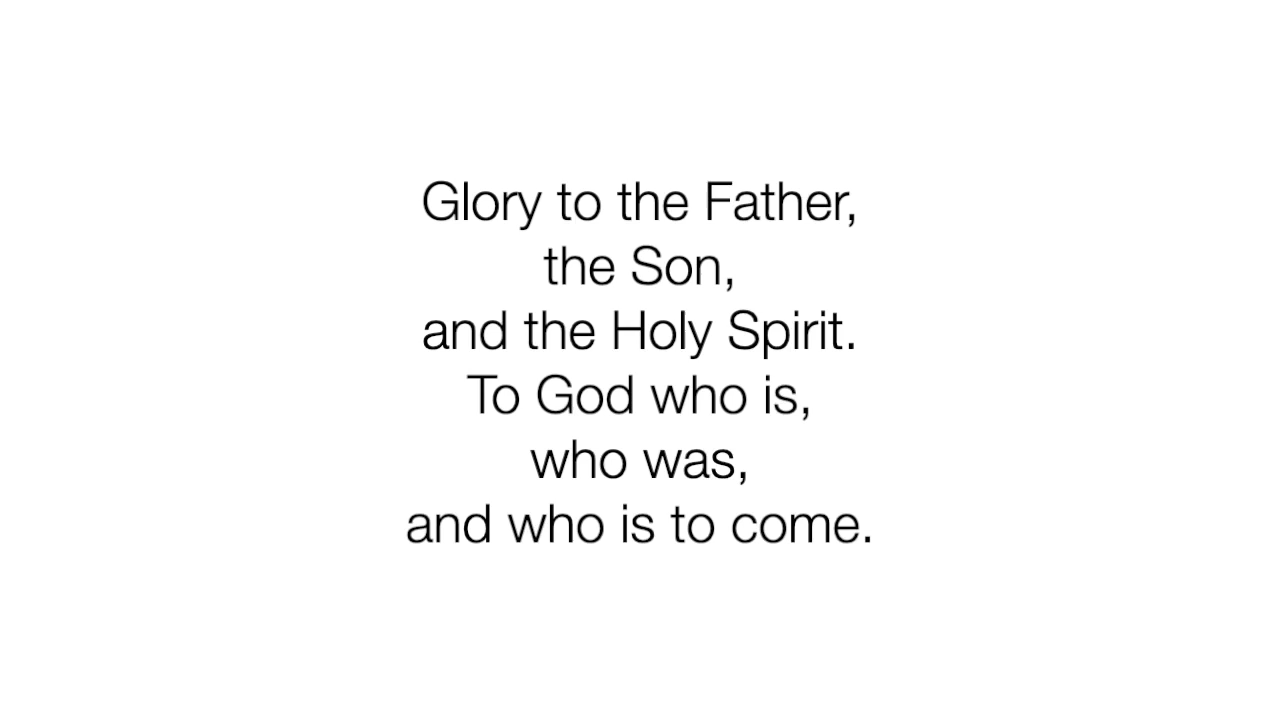 Glory to the Father,
the Son,
and the Holy Spirit.
To God who is,
who was,
and who is to come.